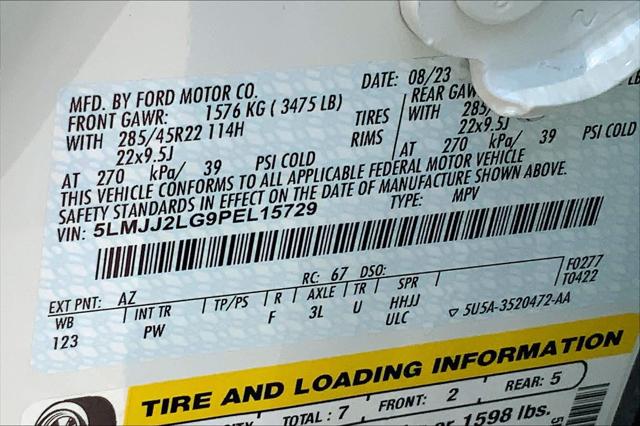 MFD. BY FORD MOTOR CO. DATE: 08/23
FRONT GAWR: 1576 KG ( 3475 LB) REAR GAW
WITH 285/45R22 114H TIRES WITH 285
22x9.5J RIMS 22x9.5J
AT 270 kPa/ 39 PSI COLD AT 270 kPa/ 39 PSI COLD
THIS VEHICLE CONFORMS TO ALL APPLICABLE FEDERAL MOTOR VEHICLE
SAFETY STANDARDS IN EFFECT ON THE DATE OF MANUFACTURE SHOWN ABOVE.
VIN: 5LMJJ2LG9PEL15729 TYPE: MPV
EXT PNT: AZ RC: 67 DSO: F0277
WB INT TR TP/PS R AXLE TR SPR T0422
123 PW F 3L U HHJJ
ULC ▽ 5U5A-3520472-AA
TIRE AND LOADING INFORMATION
TOTAL : 7 FRONT: 2 REAR: 5
1598 lbs.